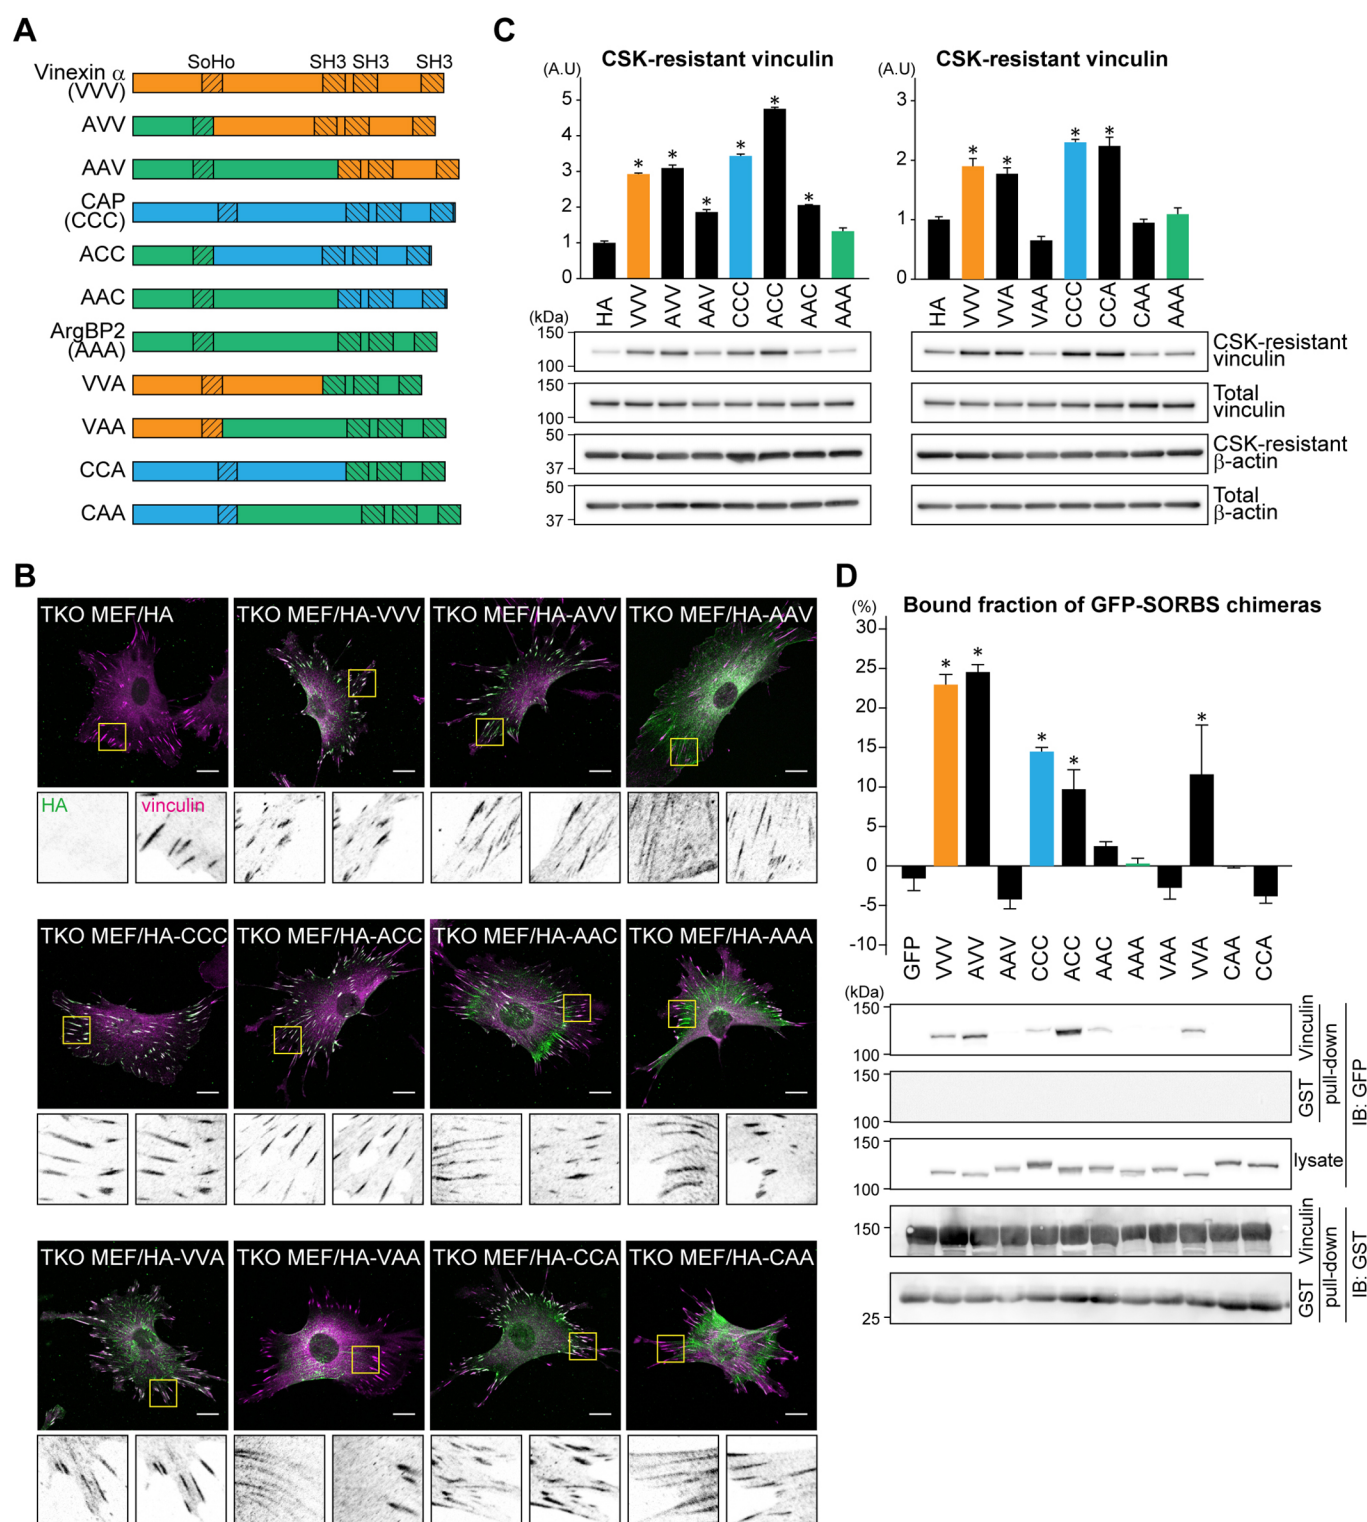 A
SoHo SH3 SH3 SH3
Vinexin α
(VVV)
AVV
AAV
CAP
(CCC)
ACC
AAC
ArgBP2
(AAA)
VVA
VAA
CCA
CAA
C
CSK-resistant vinculin
(A.U)
5
4
3
2
1
0
* * * * * *
HA VVV AVV AAV CCC ACC AAC AAA
(kDa)
150
100
150
100
50
37
50
37
CSK-resistant vinculin
(A.U)
3
2
1
0
* * * *
HA VVV VVA VAA CCC CCA CAA AAA
CSK-resistant
vinculin
Total
vinculin
CSK-resistant
β-actin
Total
β-actin
B
TKO MEF/HA
TKO MEF/HA-VVV
TKO MEF/HA-AVV
TKO MEF/HA-AAV
HA
vinculin
TKO MEF/HA-CCC
TKO MEF/HA-ACC
TKO MEF/HA-AAC
TKO MEF/HA-AAA
TKO MEF/HA-VVA
TKO MEF/HA-VAA
TKO MEF/HA-CCA
TKO MEF/HA-CAA
D
Bound fraction of GFP-SORBS chimeras
(%)
30
25
20
15
10
5
0
-5
-10
* * * * *
GFP VVV AVV AAV CCC ACC AAC AAA VAA VVA CAA CCA
(kDa)
150
100
150
100
150
100
150
25
Vinculin
GST
pull-down
lysate
IB: GFP
Vinculin
GST
pull-down
IB: GST